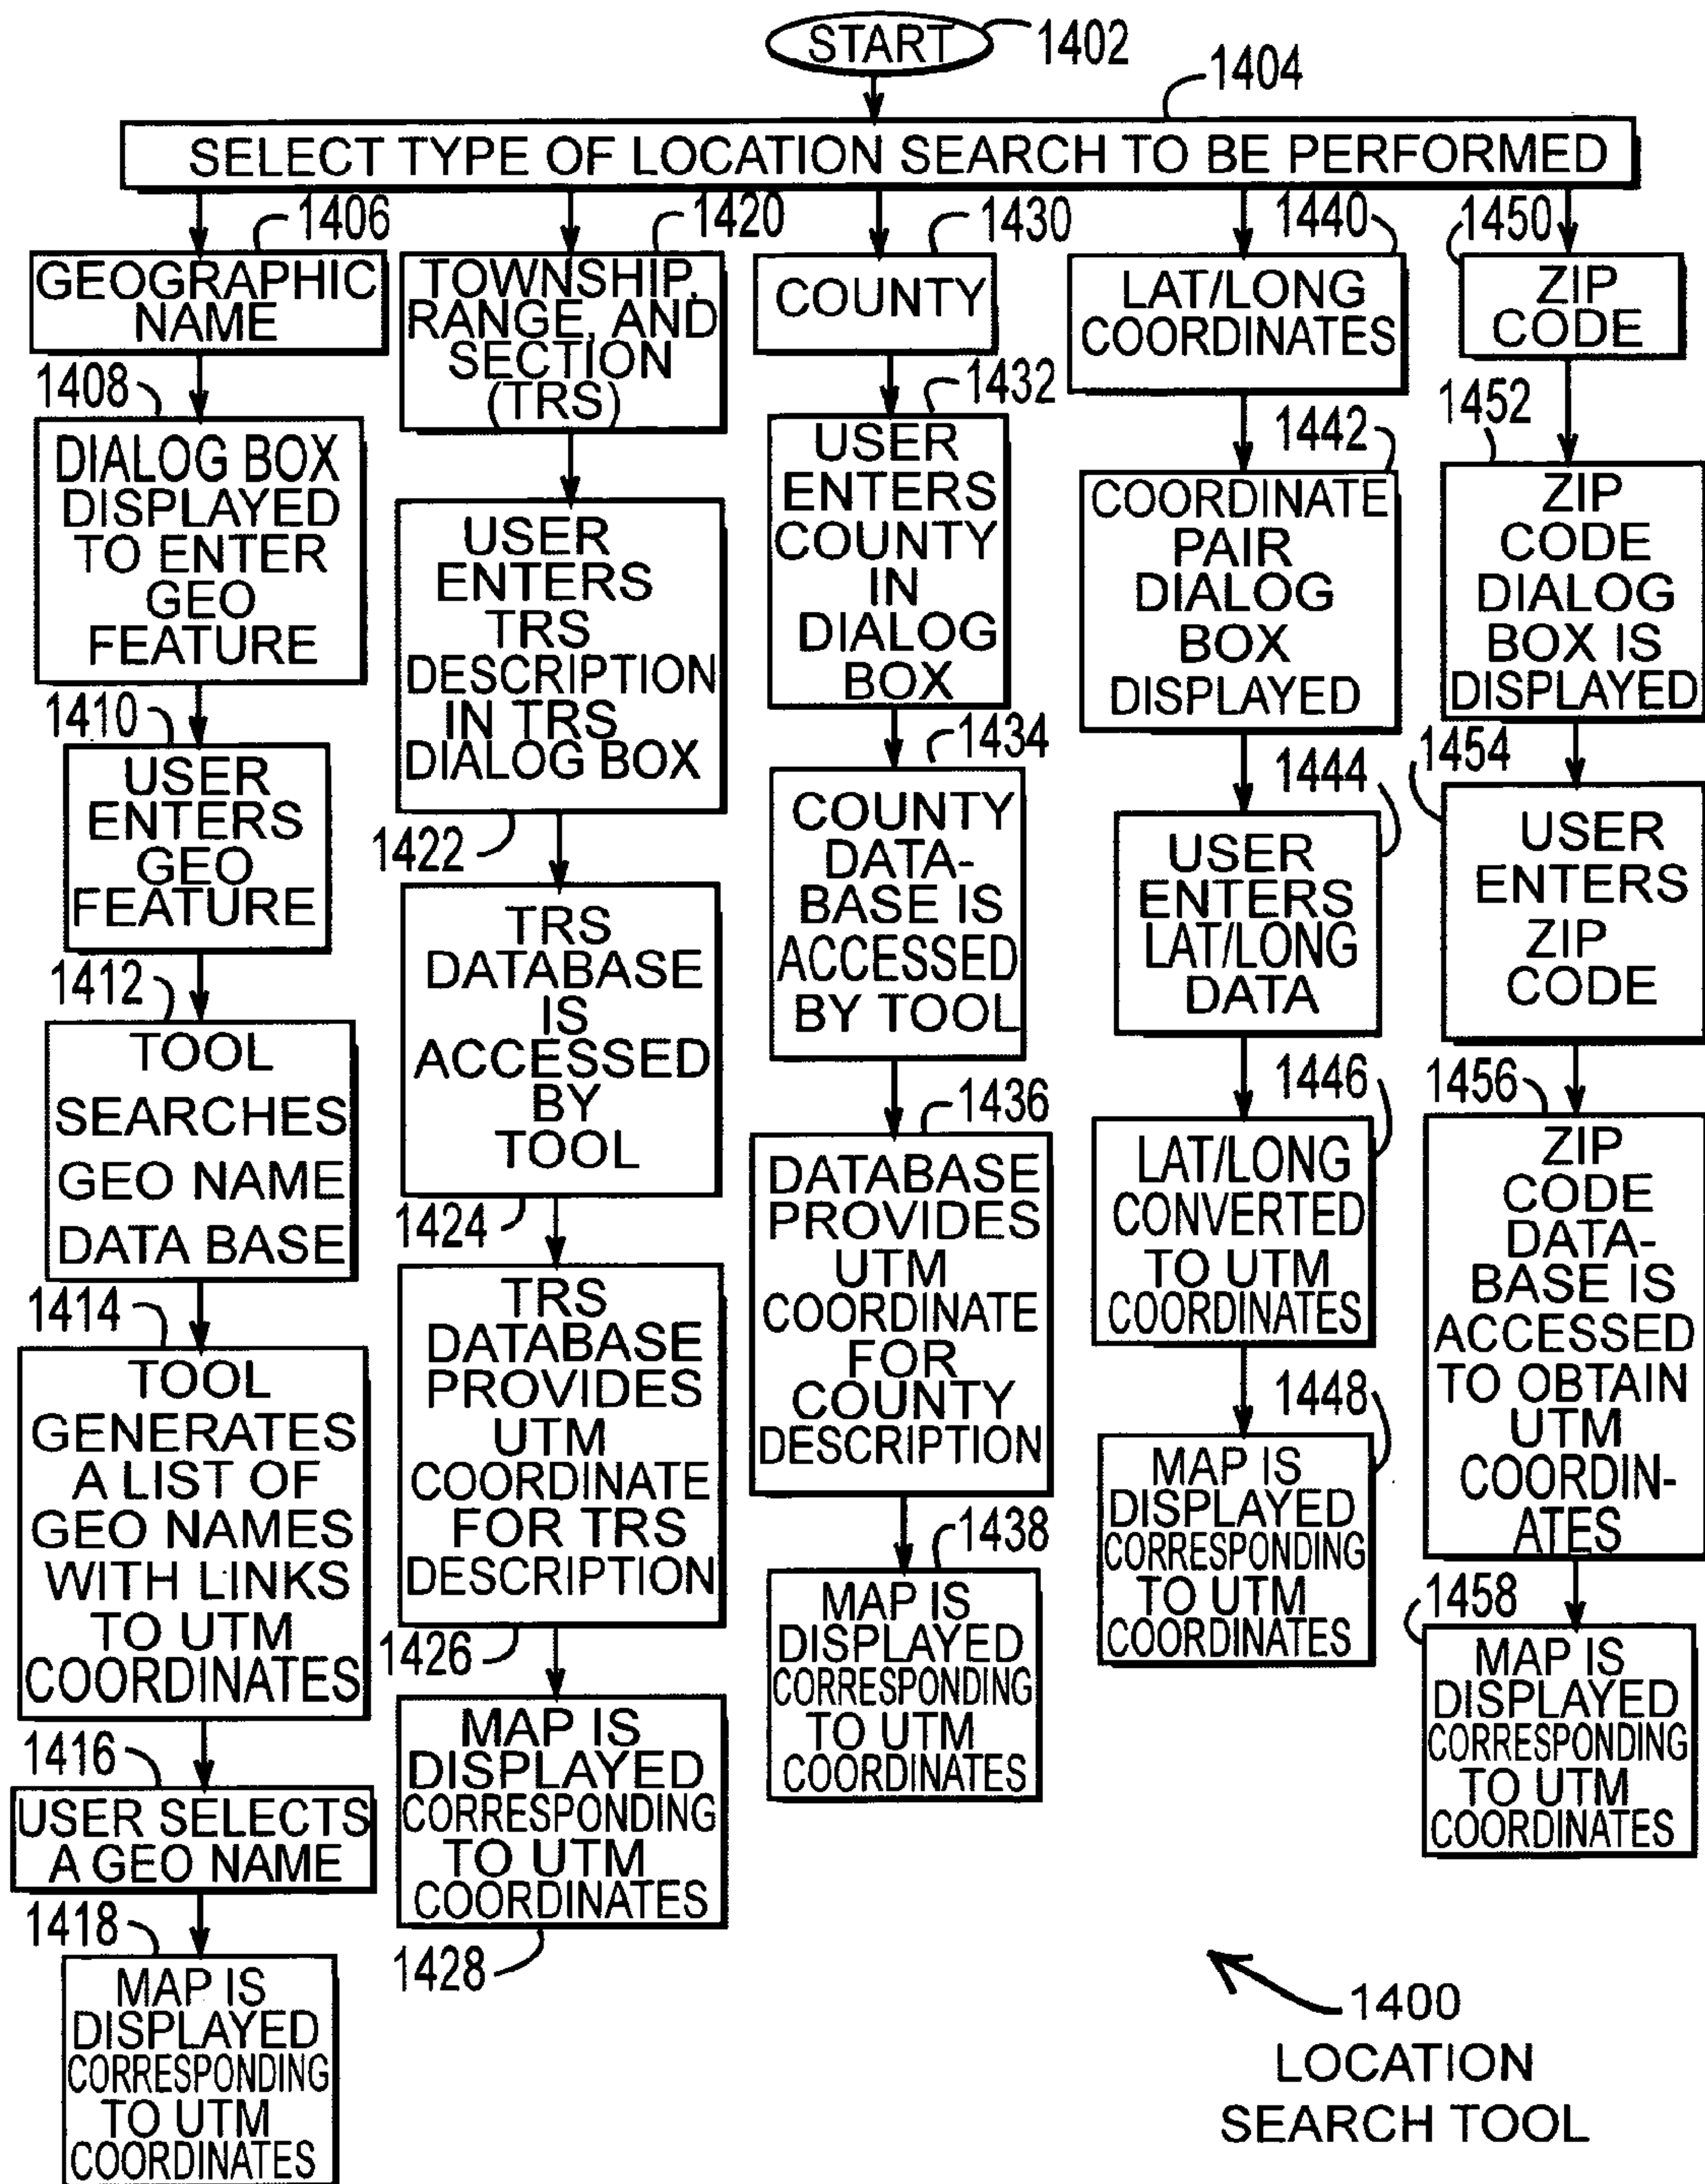 START
1402
1404
SELECT TYPE OF LOCATION SEARCH TO BE PERFORMED
1406
GEOGRAPHIC
NAME
1408
DIALOG BOX
DISPLAYED
TO ENTER
GEO
FEATURE
1410
USER
ENTERS
GEO
FEATURE
1412
TOOL
SEARCHES
GEO NAME
DATA BASE
1414
TOOL
GENERATES
A LIST OF
GEO NAMES
WITH LINKS
TO UTM
COORDINATES
1416
USER SELECTS
A GEO NAME
1418
MAP IS
DISPLAYED
CORRESPONDING
TO UTM
COORDINATES
1420
TOWNSHIP,
RANGE, AND
SECTION
(TRS)
USER
ENTERS
TRS
DESCRIPTION
IN TRS
DIALOG BOX
1422
TRS
DATABASE
IS
ACCESSED
BY
TOOL
1424
TRS
DATABASE
PROVIDES
UTM
COORDINATE
FOR TRS
DESCRIPTION
1426
MAP IS
DISPLAYED
CORRESPONDING
TO UTM
COORDINATES
1428
1430
COUNTY
1432
USER
ENTERS
COUNTY
IN
DIALOG
BOX
1434
COUNTY
DATA-
BASE IS
ACCESSED
BY TOOL
1436
DATABASE
PROVIDES
UTM
COORDINATE
FOR
COUNTY
DESCRIPTION
1438
MAP IS
DISPLAYED
CORRESPONDING
TO UTM
COORDINATES
1440
LAT/LONG
COORDINATES
1442
COORDINATE
PAIR
DIALOG
BOX
DISPLAYED
1444
USER
ENTERS
LAT/LONG
DATA
1446
LAT/LONG
CONVERTED
TO UTM
COORDINATES
1448
MAP IS
DISPLAYED
CORRESPONDING
TO UTM
COORDINATES
1450
ZIP
CODE
1452
ZIP
CODE
DIALOG
BOX IS
DISPLAYED
1454
USER
ENTERS
ZIP
CODE
1456
ZIP
CODE
DATA-
BASE IS
ACCESSED
TO OBTAIN
UTM
COORDIN-
ATES
1458
MAP IS
DISPLAYED
CORRESPONDING
TO UTM
COORDINATES
1400
LOCATION
SEARCH TOOL